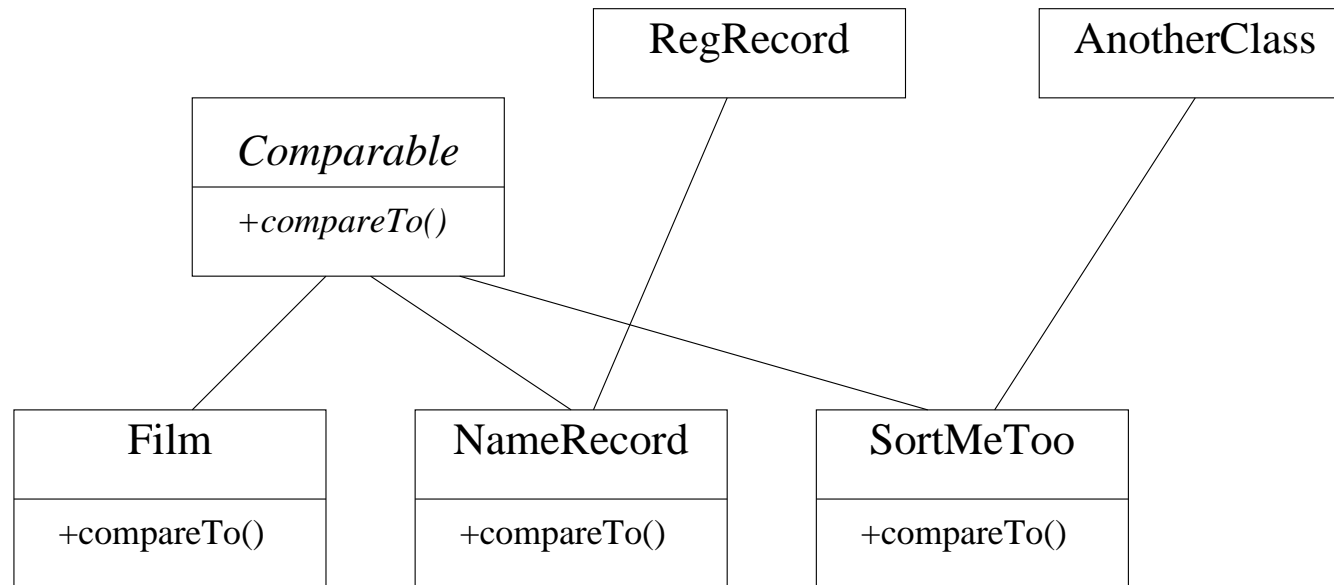 RegRecord
AnotherClass
Comparable
+compareTo()
Film
NameRecord
SortMeToo
+compareTo()
+compareTo()
+compareTo()